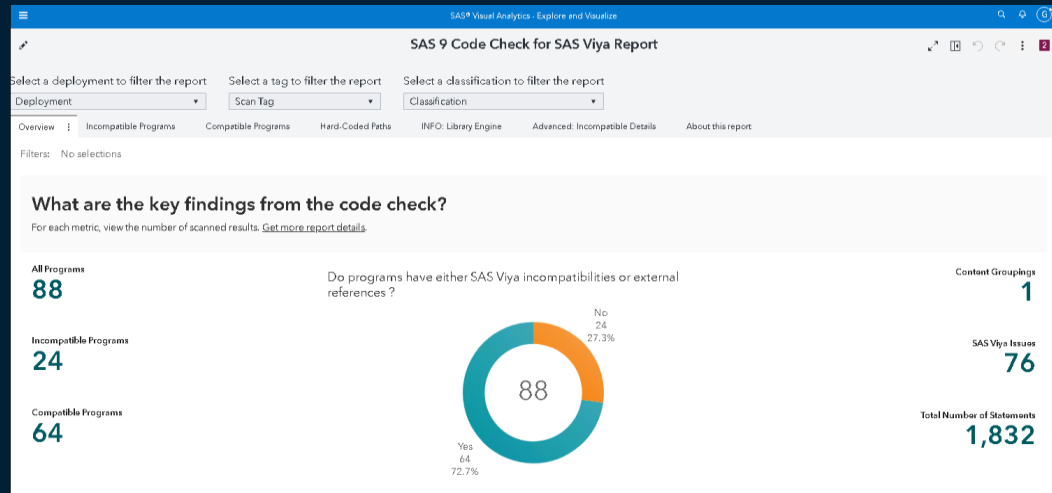 SAS® Visual Analytics - Explore and Visualize
G
SAS 9 Code Check for SAS Viya Report
2
Select a deployment to filter the report
Select a tag to filter the report
Select a classification to filter the report
Deployment
Scan Tag
Classification
Overview
Incompatible Programs
Compatible Programs
Hard-Coded Paths
INFO: Library Engine
Advanced: Incompatible Details
About this report
Filters: No selections
What are the key findings from the code check?
For each metric, view the number of scanned results. Get more report details.
All Programs
88
Incompatible Programs
24
Compatible Programs
64
Do programs have either SAS Viya incompatibilities or external
references ?
No
24
27.3%
88
Yes
64
72.7%
Content Groupings
1
SAS Viya Issues
76
Total Number of Statements
1,832